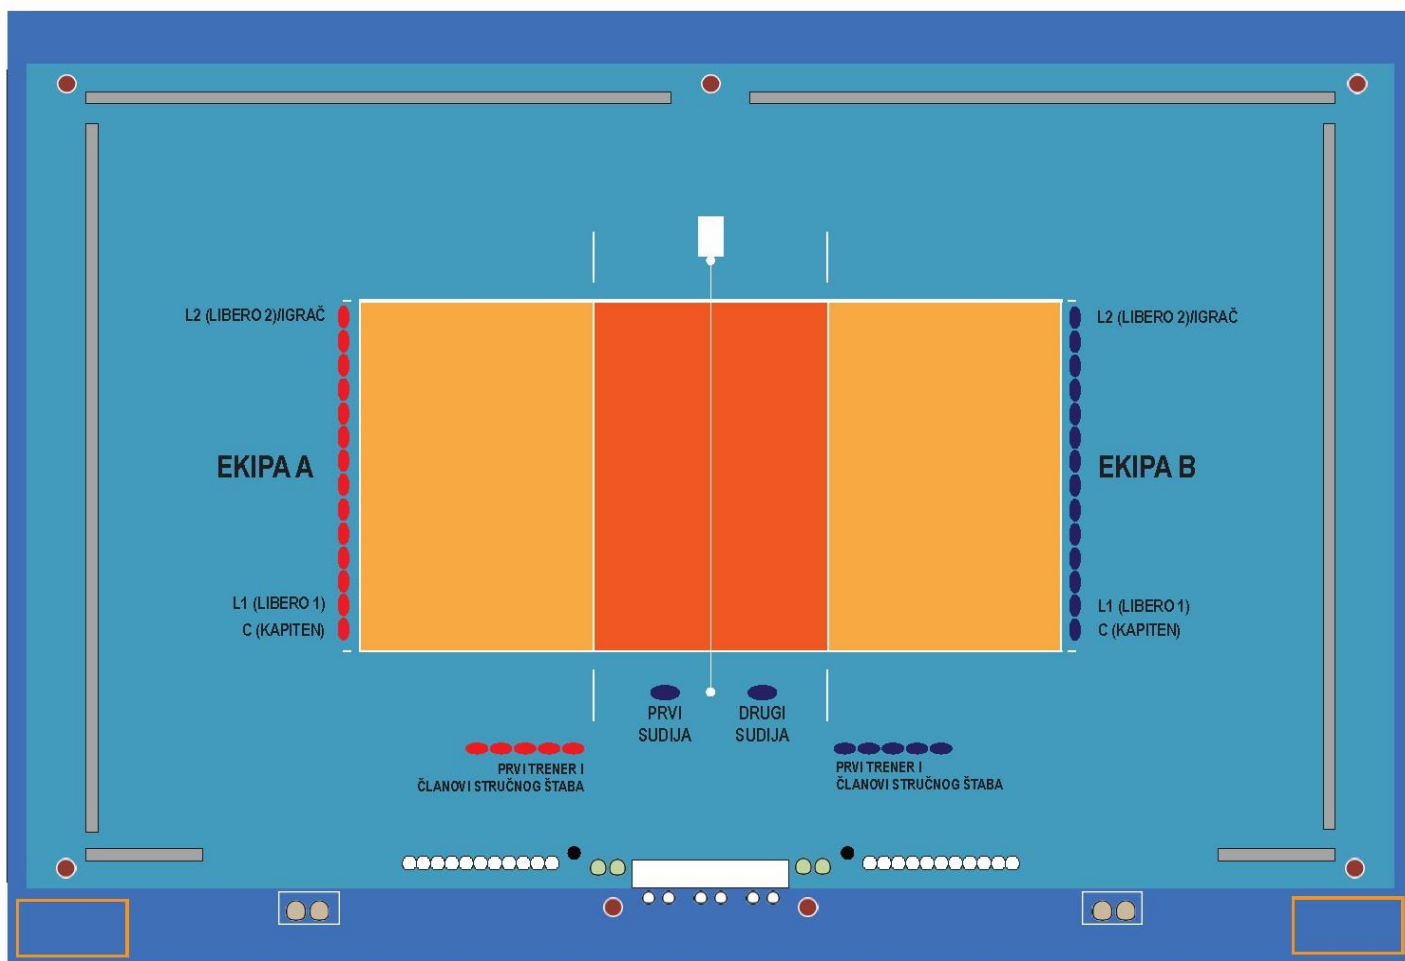 L2 (LIBERO 2)/IGRAČ
L2 (LIBERO 2)/IGRAČ
EKIPA A
EKIPA B
L1 (LIBERO 1)
L1 (LIBERO 1)
C (KAPITEN)
C (KAPITEN)
PRVI
SUDIJA
DRUGI
SUDIJA
PRVI TRENER I
ČLANOVI STRUČNOG ŠTABA
PRVI TRENER I
ČLANOVI STRUČNOG ŠTABA